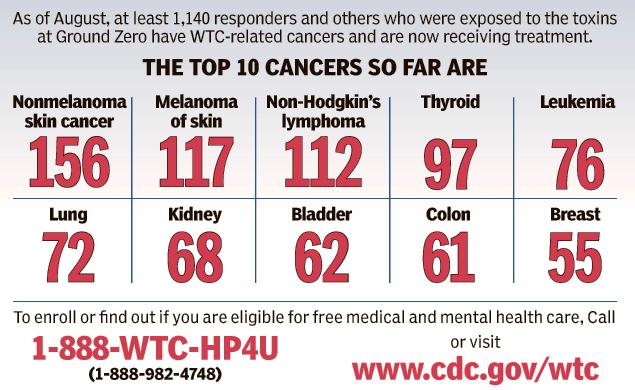 As of August, at least 1,140 responders and others who were exposed to the toxins
at Ground Zero have WTC-related cancers and are now receiving treatment.
THE TOP 10 CANCERS SO FAR ARE
Nonmelanoma
skin cancer
156
Melanoma
of skin
117
Non-Hodgkin's
lymphoma
112
Thyroid
97
Leukemia
76
Lung
72
Kidney
68
Bladder
62
Colon
61
Breast
55
To enroll or find out if you are eligible for free medical and mental health care, Call
1-888-WTC-HP4U
(1-888-982-4748)
or visit
www.cdc.gov/wtc